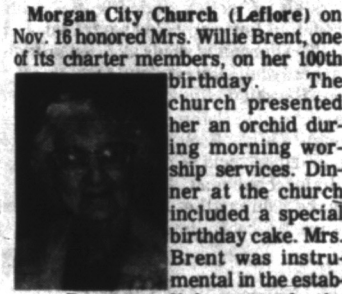 Morgan City Church (Leflore) on
Nov. 16 honored Mrs. Willie Brent, one
of its charter members, on her 100th
birthday. The
church presented
her an orchid dur-
ing morning wor-
ship services. Din-
ner at the church
included a special
birthday cake. Mrs.
Brent was instru-
mental in the estab-